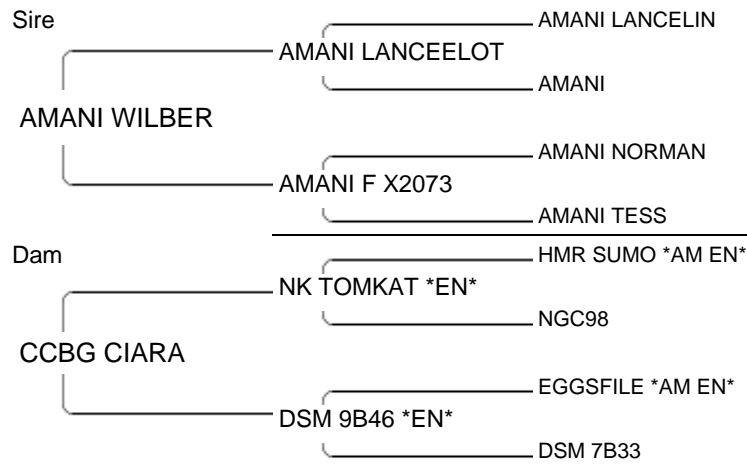 Sire
AMANI LANCELIN
AMANI LANCEELOT
AMANI
AMANI WILBER
AMANI NORMAN
AMANI F X2073
AMANI TESS
Dam
HMR SUMO *AM EN*
NK TOMKAT *EN*
NGC98
CCBG CIARA
EGGSFILE *AM EN*
DSM 9B46 *EN*
DSM 7B33